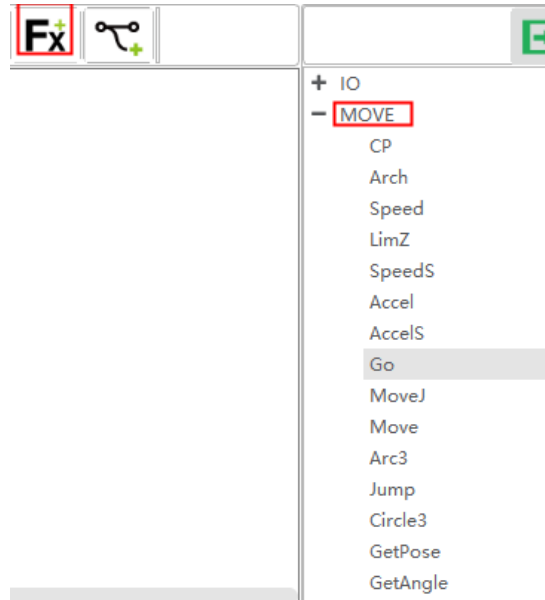 Fx
IO
MOVE
CP
Arch
Speed
LimZ
SpeedS
Accel
AccelS
Go
MoveJ
Move
Arc3
Jump
Circle3
GetPose
GetAngle